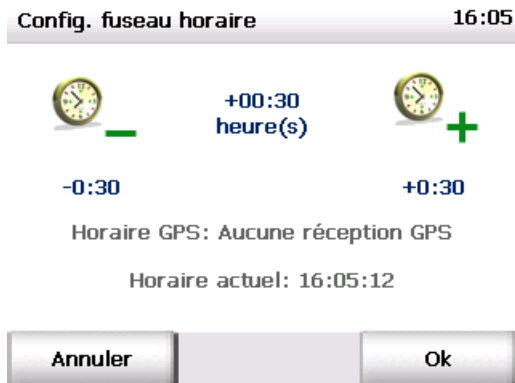 Config. fuseau horaire 16:05
+00:30
heure(s)
-0:30 +0:30
Horaire GPS: Aucune réception GPS
Horaire actuel: 16:05:12
Annuler Ok